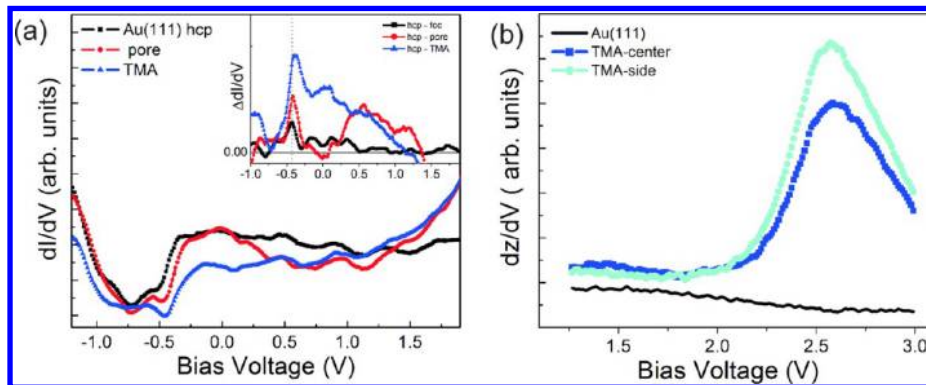 (a)
Au(111) hcp
pore
TMA
hcp - fcc
hcp - pore
hcp - TMA
ΔdI/dV
0.00
-1.0 -0.5 0.0 0.5 1.0 1.5
dI/dV (arb. units)
-1.0 -0.5 0.0 0.5 1.0 1.5
Bias Voltage (V)
(b)
Au(111)
TMA-center
TMA-side
dz/dV ( arb. units)
1.5 2.0 2.5 3.0
Bias Voltage (V)